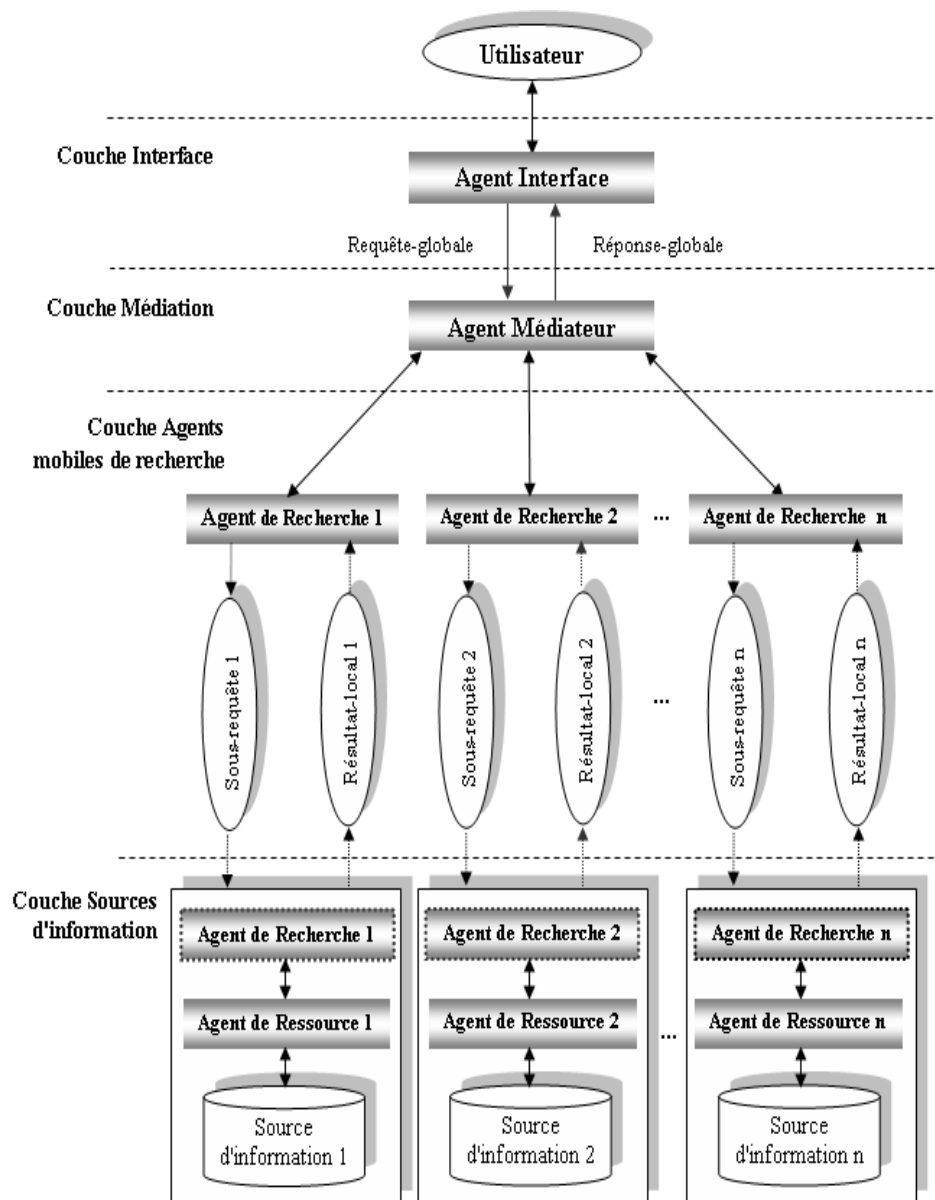 Utilisateur
Couche Interface
Agent Interface
Requête-globale
Réponse-globale
Couche Médiation
Agent Médiateur
Couche Agents
mobiles de recherche
Agent de Recherche 1
Agent de Recherche 2
...
Agent de Recherche n
Sous-requête 1
Résultat-local 1
Sous-requête 2
Résultat-local 2
...
Sous-requête n
Résultat-local n
Couche Sources
d'information
Agent de Recherche 1
Agent de Recherche 2
Agent de Recherche n
Agent de Ressource 1
Agent de Ressource 2
...
Agent de Ressource n
Source
d'information 1
Source
d'information 2
Source
d'information n